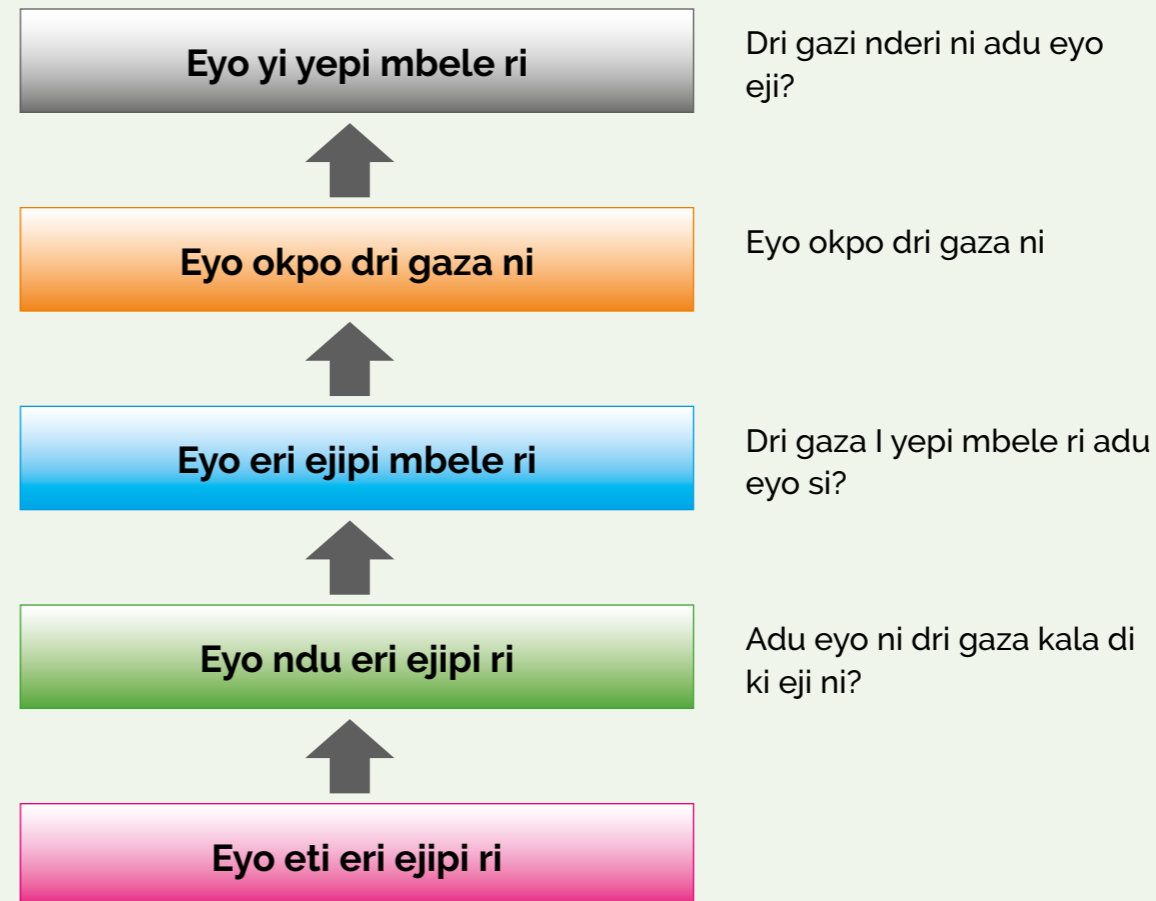 Eyo yi yepi mbele ri
Dri gazi nderi ni adu eyo
eji?
Eyo okpo dri gaza ni
Eyo okpo dri gaza ni
Eyo eri ejipi mbele ri
Dri gaza I yepi mbele ri adu
eyo si?
Eyo ndu eri ejipi ri
Adu eyo ni dri gaza kala di
ki eji ni?
Eyo eti eri ejipi ri